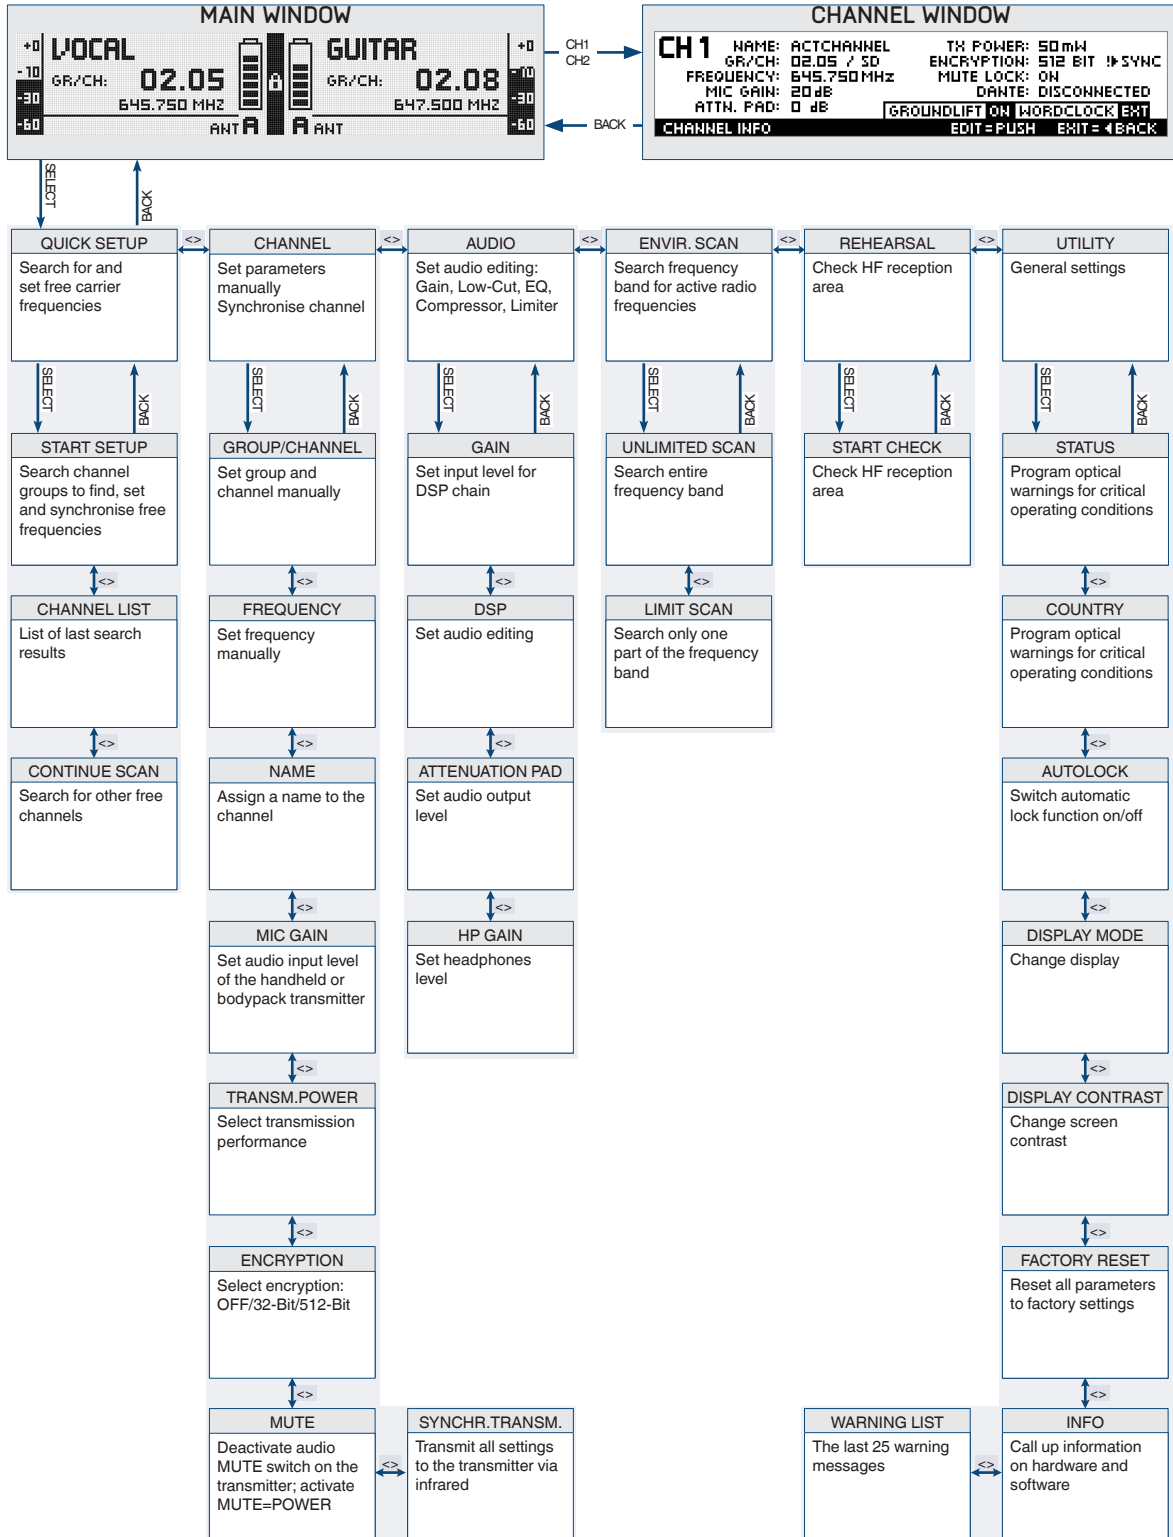 MAIN WINDOW
+0 VOCAL GUITAR +0
-10 GR/CH: 02.05 GR/CH: 02.08 -10
-30 645.750 MHZ 647.500 MHZ -30
-60 ANT A A ANT -60
CH1
CH2
BACK
CHANNEL WINDOW
CH 1 NAME: ACTCHANNEL TX POWER: 50 mW
GR/CH: 02.05 / SD ENCRYPTION: 512 BIT !▶SYNC
FREQUENCY: 645.750 MHz MUTE LOCK: ON
MIC GAIN: 20 dB DANTE: DISCONNECTED
ATTN. PAD: 0 dB GROUNDLIFT ON WORDCLOCK EXT
CHANNEL INFO EDIT=PUSH EXIT=◀BACK
SELECT
BACK
QUICK SETUP <> CHANNEL <> AUDIO <> ENVIR. SCAN <> REHEARSAL <> UTILITY
Search for and
set free carrier
frequencies
Set parameters
manually
Synchronise channel
Set audio editing:
Gain, Low-Cut, EQ,
Compressor, Limiter
Search frequency
band for active radio
frequencies
Check HF reception
area
General settings
SELECT BACK SELECT BACK SELECT BACK SELECT BACK SELECT BACK SELECT BACK
START SETUP
Search channel
groups to find, set
and synchronise free
frequencies
<>
CHANNEL LIST
List of last search
results
<>
CONTINUE SCAN
Search for other free
channels
GROUP/CHANNEL
Set group and
channel manually
<>
FREQUENCY
Set frequency
manually
<>
NAME
Assign a name to the
channel
<>
MIC GAIN
Set audio input level
of the handheld or
bodypack transmitter
<>
TRANSM.POWER
Select transmission
performance
<>
ENCRYPTION
Select encryption:
OFF/32-Bit/512-Bit
<>
MUTE
Deactivate audio
MUTE switch on the
transmitter; activate
MUTE=POWER
<>
SYNCHR.TRANSM.
Transmit all settings
to the transmitter via
infrared
GAIN
Set input level for
DSP chain
<>
DSP
Set audio editing
<>
ATTENUATION PAD
Set audio output
level
<>
HP GAIN
Set headphones
level
UNLIMITED SCAN
Search entire
frequency band
<>
LIMIT SCAN
Search only one
part of the frequency
band
START CHECK
Check HF reception
area
STATUS
Program optical
warnings for critical
operating conditions
<>
COUNTRY
Program optical
warnings for critical
operating conditions
<>
AUTOLOCK
Switch automatic
lock function on/off
<>
DISPLAY MODE
Change display
<>
DISPLAY CONTRAST
Change screen
contrast
<>
FACTORY RESET
Reset all parameters
to factory settings
<>
INFO
Call up information
on hardware and
software
<>
WARNING LIST
The last 25 warning
messages